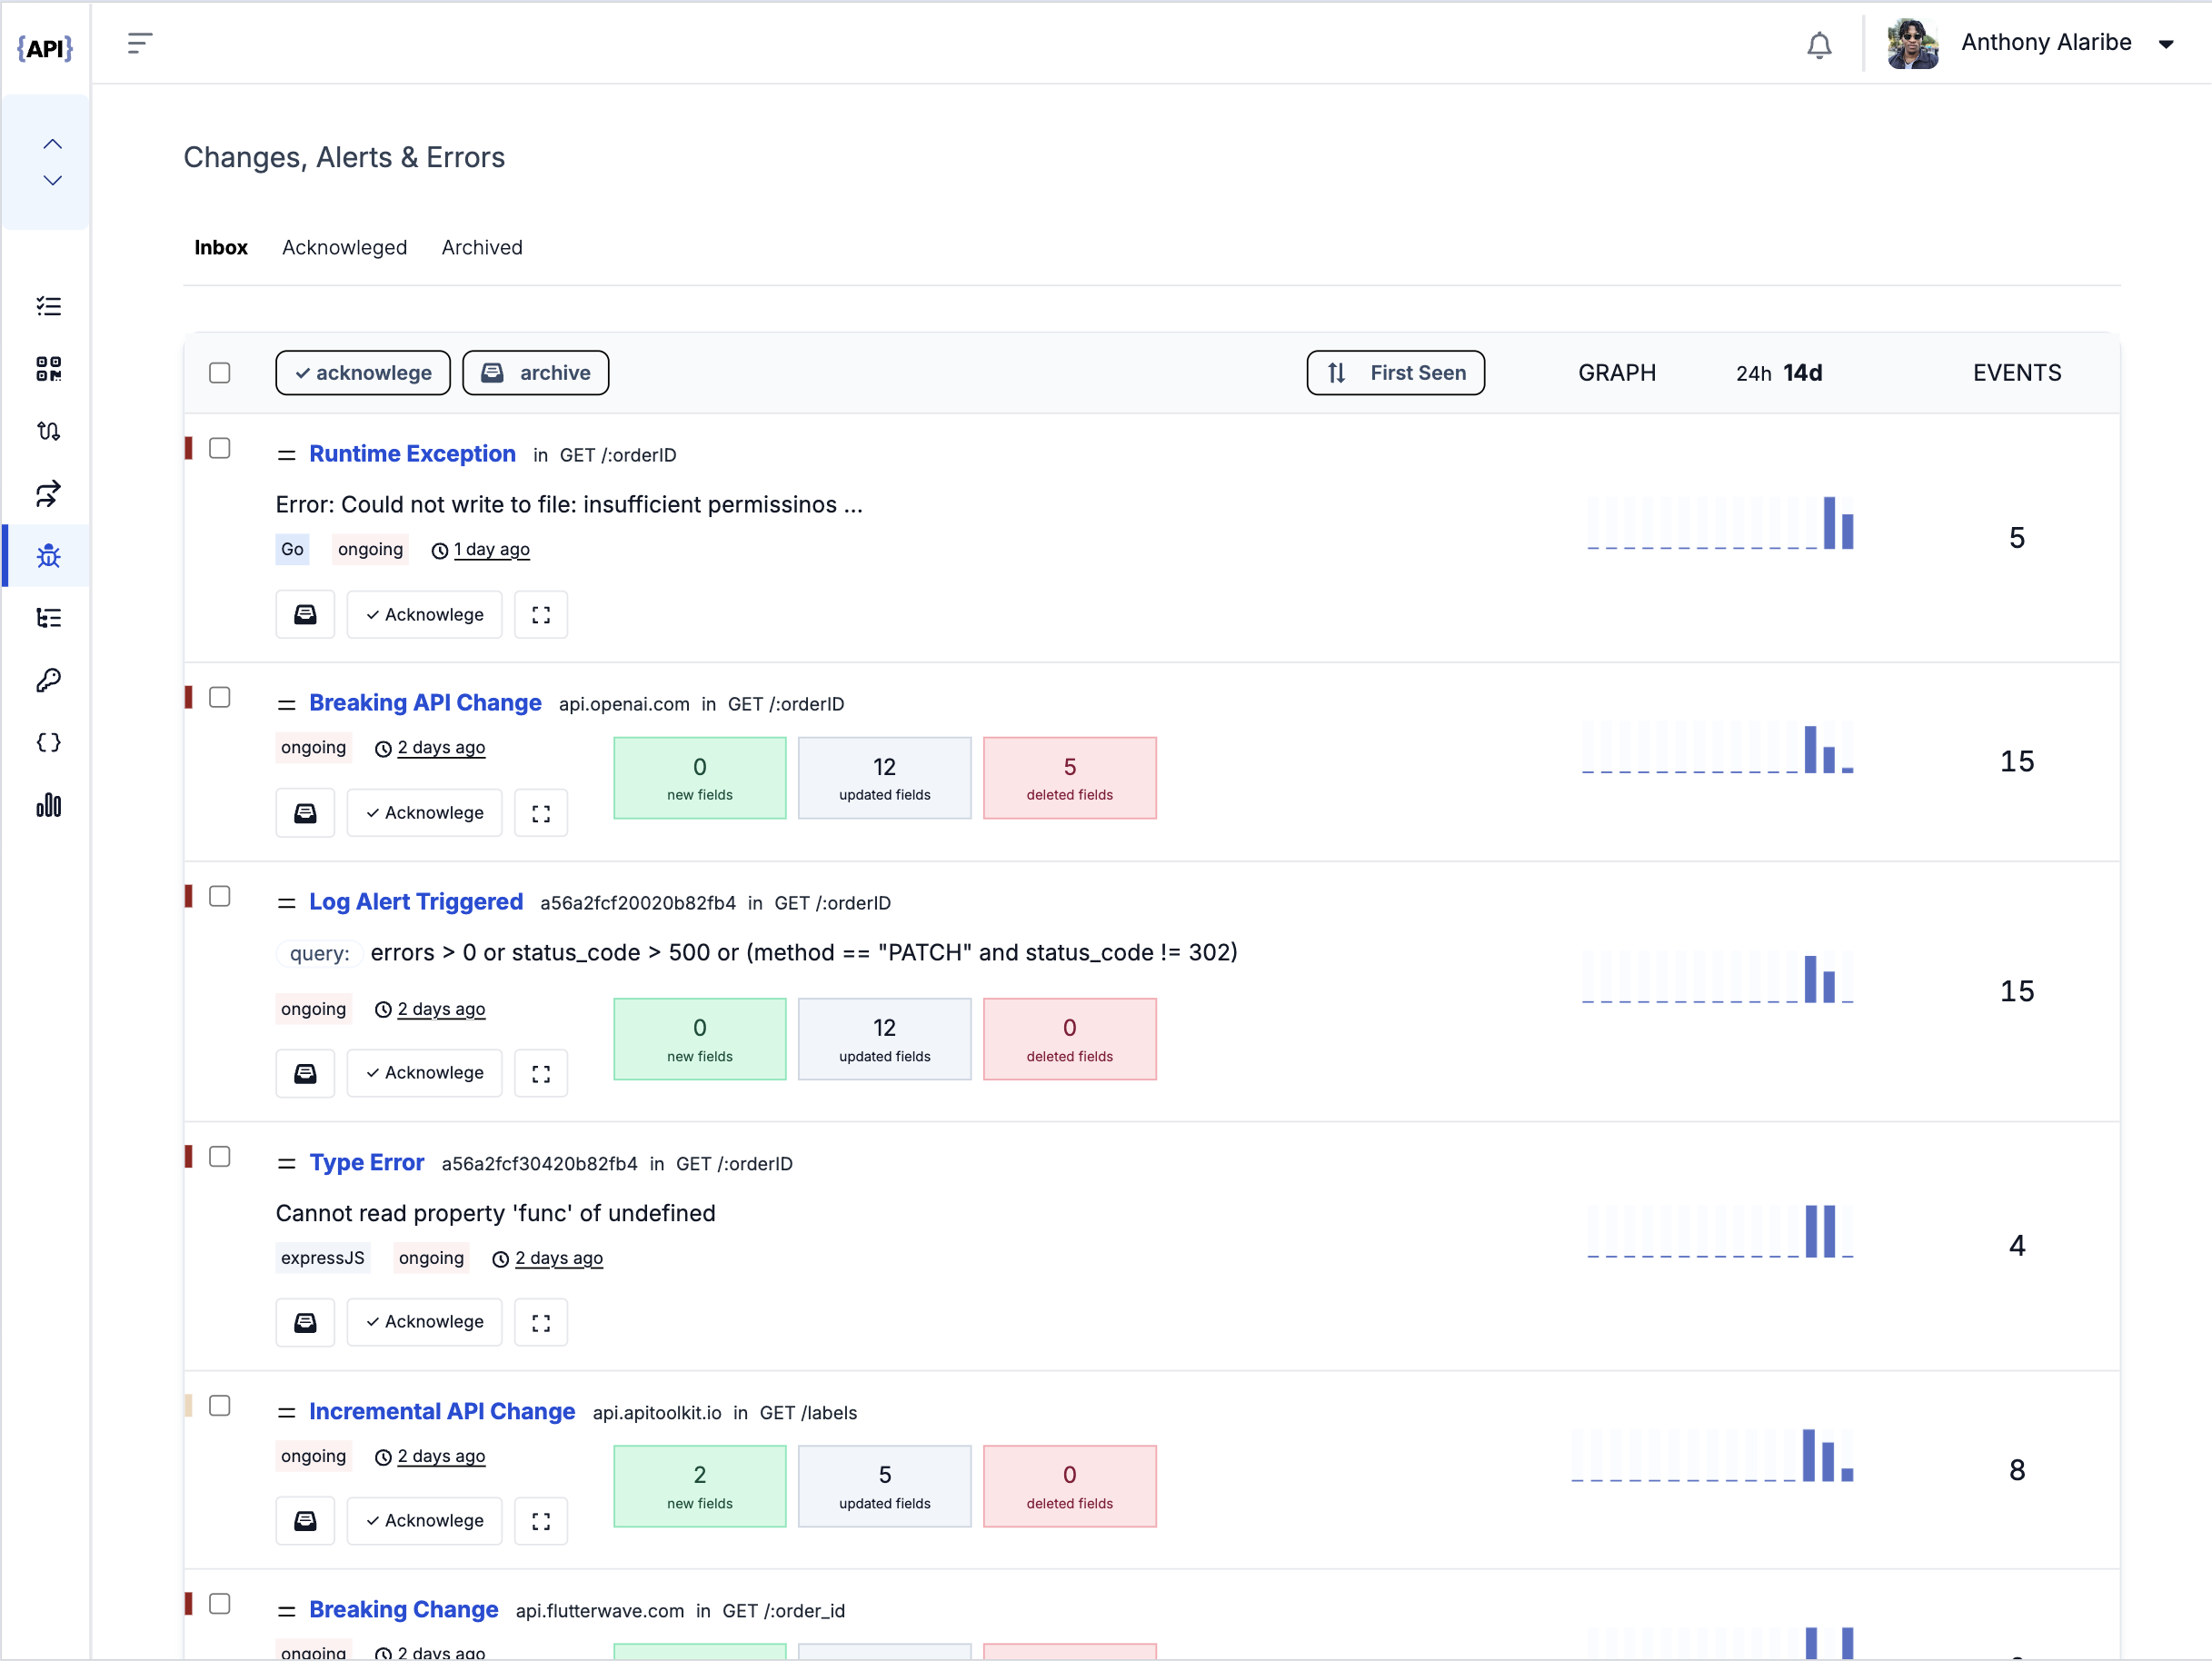 {API}
Anthony Alaribe
Changes, Alerts & Errors
Inbox Acknowleged Archived
acknowlege archive First Seen GRAPH 24h 14d EVENTS
Runtime Exception in GET /:orderID
Error: Could not write to file: insufficient permissinos ...
5
Go ongoing 1 day ago
Acknowlege
Breaking API Change api.openai.com in GET /:orderID
ongoing 2 days ago
0 12 5
15
new fields updated fields deleted fields
Acknowlege
Log Alert Triggered a56a2fcf20020b82fb4 in GET /:orderID
query: errors > 0 or status_code > 500 or (method == "PATCH" and status_code != 302)
15
ongoing 2 days ago
0 12 0
new fields updated fields deleted fields
Acknowlege
Type Error a56a2fcf30420b82fb4 in GET /:orderID
Cannot read property 'func' of undefined
4
expressJS ongoing 2 days ago
Acknowlege
Incremental API Change api.apitoolkit.io in GET /labels
ongoing 2 days ago
2 5 0
8
new fields updated fields deleted fields
Acknowlege
Breaking Change api.flutterwave.com in GET /:order_id
ongoing 2 days ago